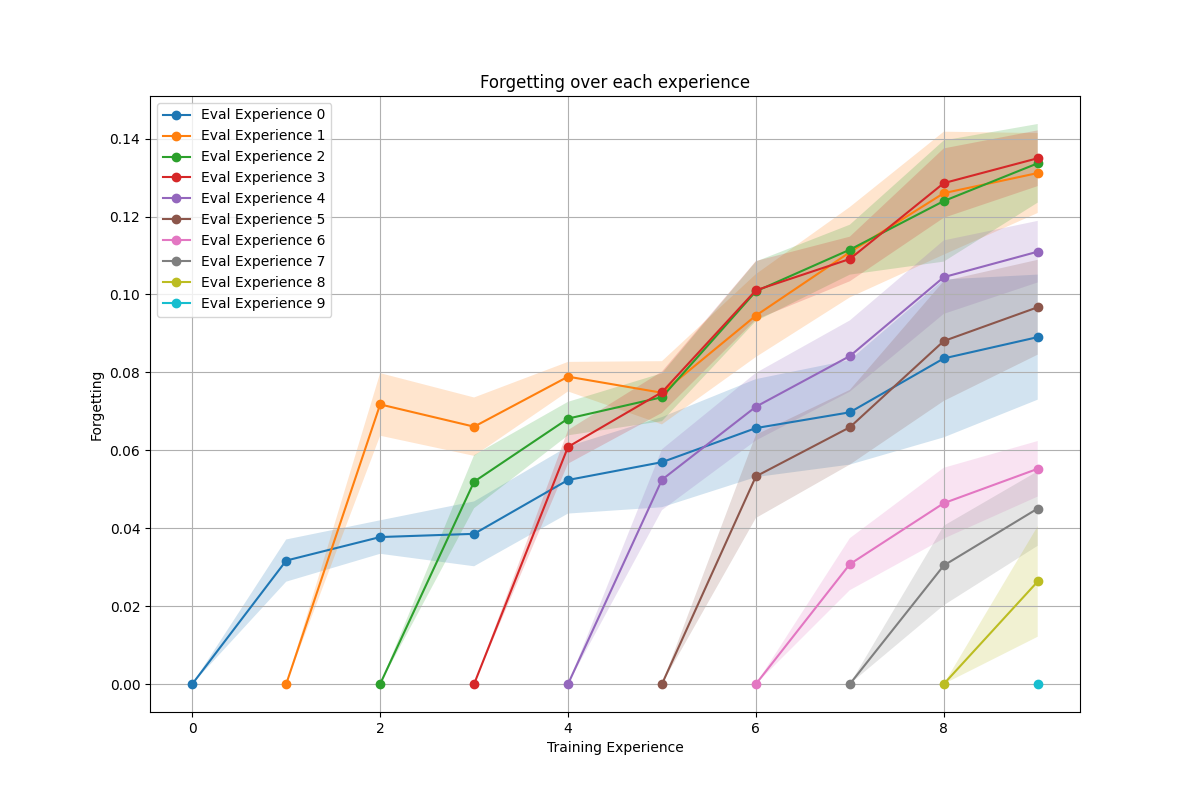 Forgetting over each experience
Eval Experience 0
Eval Experience 1
Eval Experience 2
Eval Experience 3
Eval Experience 4
Eval Experience 5
Eval Experience 6
Eval Experience 7
Eval Experience 8
Eval Experience 9
Forgetting
0.14
0.12
0.10
0.08
0.06
0.04
0.02
0.00
0 2 4 6 8
Training Experience